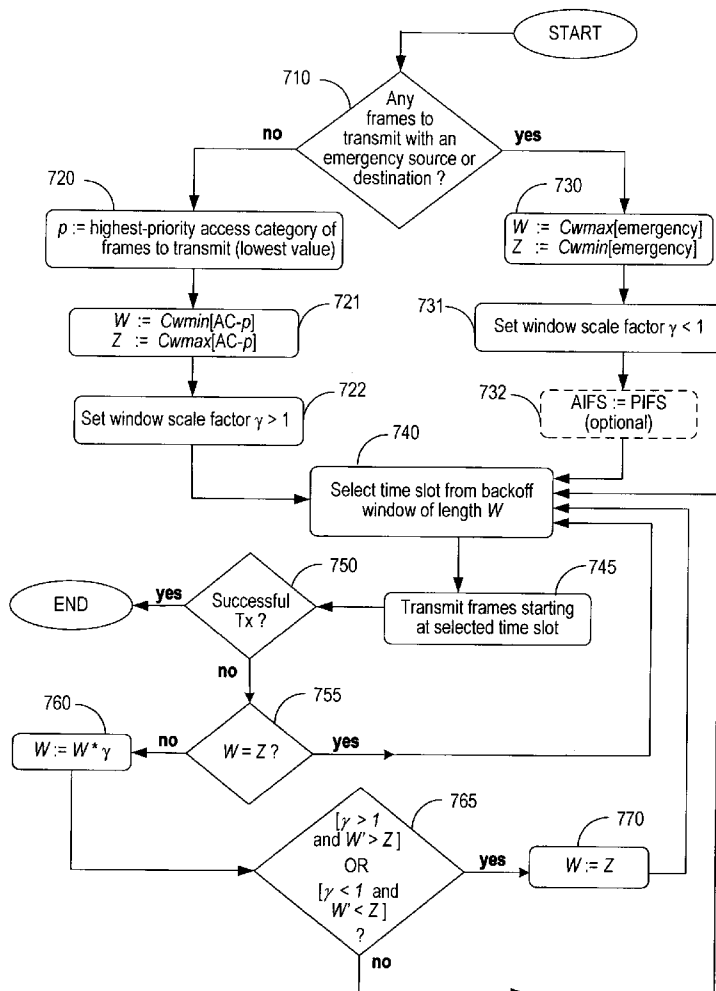 START
710
Any
frames to
transmit with an
emergency source or
destination ?
no
yes
720
p := highest-priority access category of
frames to transmit (lowest value)
730
W := Cwmax[emergency]
Z := Cwmin[emergency]
721
W := Cwmin[AC-p]
Z := Cwmax[AC-p]
731
Set window scale factor γ < 1
722
Set window scale factor γ > 1
732
AIFS := PIFS
(optional)
740
Select time slot from backoff
window of length W
750
Successful
Tx ?
yes
END
745
Transmit frames starting
at selected time slot
no
755
W = Z ?
760
no
yes
W := W * γ
765
[γ > 1
and W' > Z]
OR
[γ < 1 and
W' < Z]
?
yes
770
W := Z
no